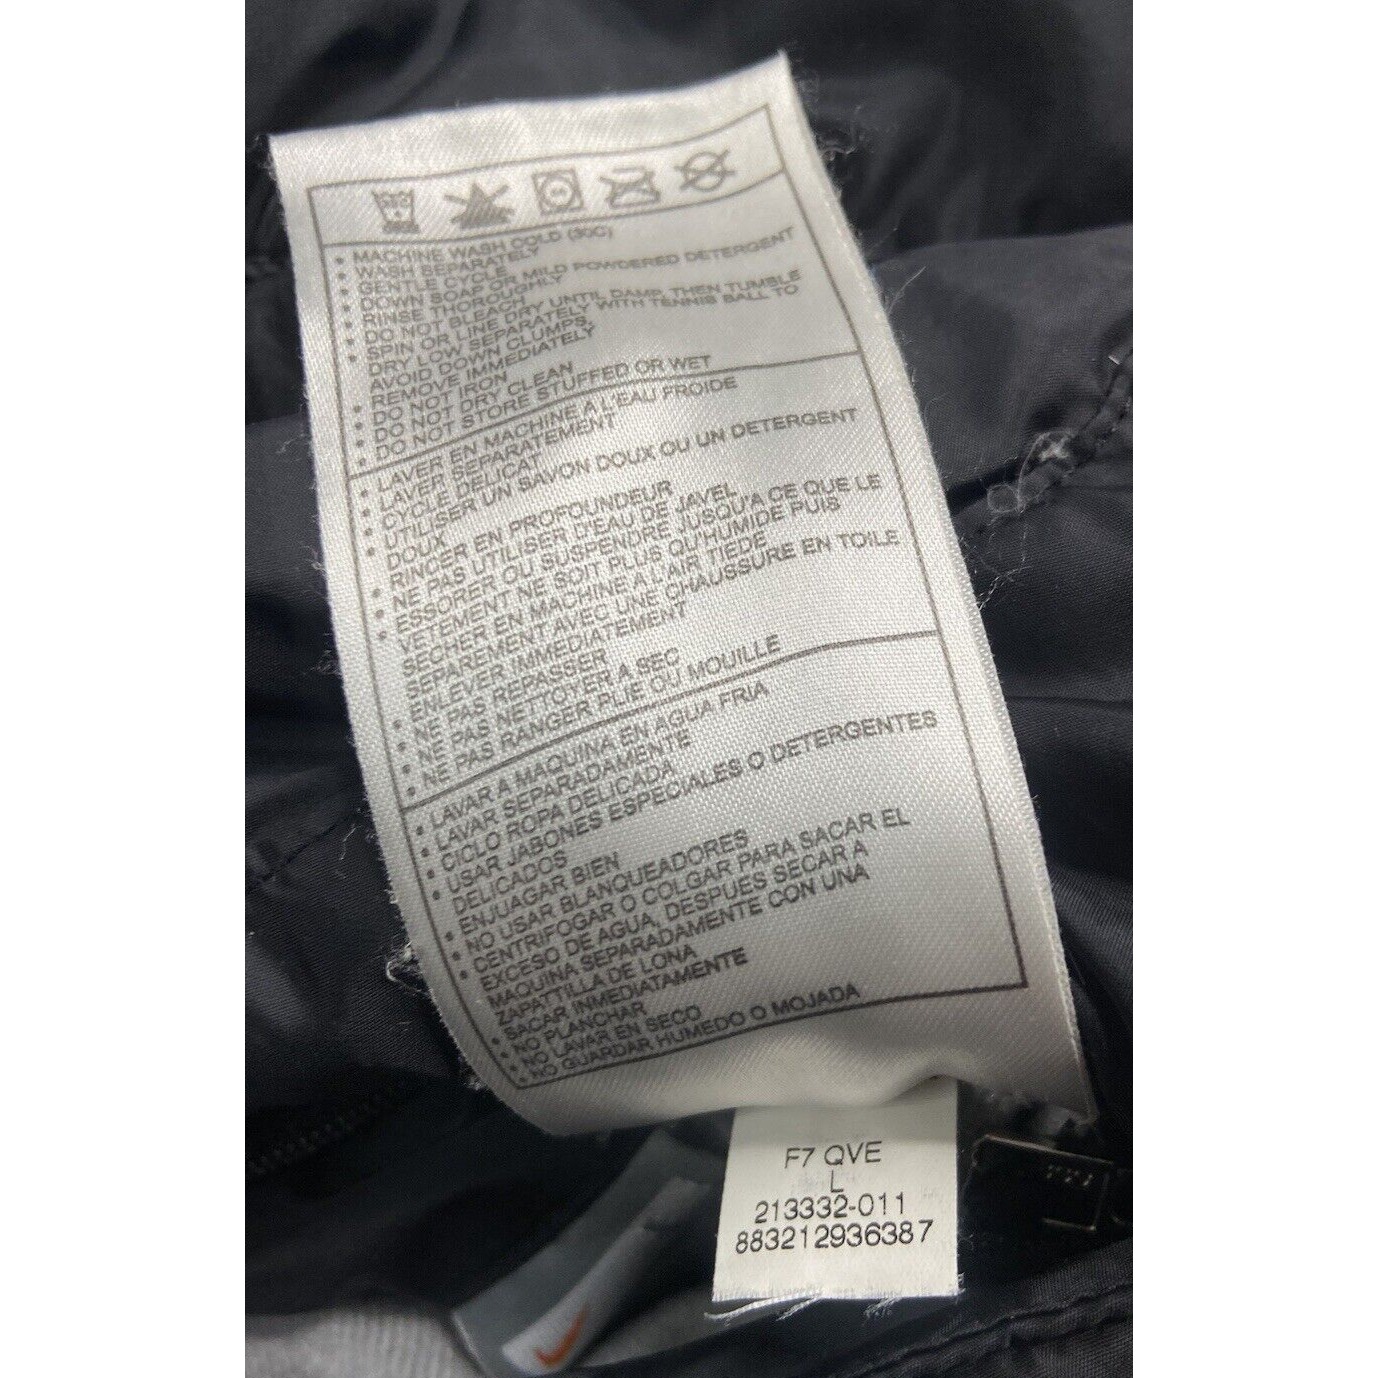 • MACHINE WASH COLD (30C)
• WASH SEPARATELY
• GENTLE CYCLE
• DOWN SOAP OR MILD POWDERED DETERGENT
• RINSE THOROUGHLY
• DO NOT BLEACH
• SPIN OR LINE DRY UNTIL DAMP, THEN TUMBLE
DRY LOW SEPARATELY WITH TENNIS BALL TO
AVOID DOWN CLUMPS.
• REMOVE IMMEDIATELY
• DO NOT IRON
• DO NOT DRY CLEAN
• DO NOT STORE STUFFED OR WET
• LAVER EN MACHINE A L'EAU FROIDE
• LAVER SEPARATEMENT
• CYCLE DELICAT
• UTILISER UN SAVON DOUX OU UN DETERGENT
DOUX
• RINCER EN PROFOUNDEUR
• NE PAS UTILISER D'EAU DE JAVEL
• ESSORER OU SUSPENDRE JUSQU'A CE QUE LE
VETEMENT NE SOIT PLUS QU'HUMIDE PUIS
SECHER EN MACHINE A L'AIR TIEDE
SEPAREMENT AVEC UNE CHAUSSURE EN TOILE
• ENLEVER IMMEDIATEMENT
• NE PAS REPASSER
• NE PAS NETTOYER A SEC
• NE PAS RANGER PLIE OU MOUILLE
• LAVAR A MAQUINA EN AGUA FRIA
• LAVAR SEPARADAMENTE
• CICLO ROPA DELICADA
• USAR JABONES ESPECIALES O DETERGENTES
DELICADOS
• ENJUAGAR BIEN
• NO USAR BLANQUEADORES
• CENTRIFOGAR O COLGAR PARA SACAR EL
EXCESO DE AGUA, DESPUES SECAR A
MAQUINA SEPARADAMENTE CON UNA
ZAPATTILLA DE LONA
• SACAR INMEDIATAMENTE
• NO PLANCHAR
• NO LAVAR EN SECO
• NO GUARDAR HUMEDO O MOJADA
F7 QVE
L
213332-011
883212936387